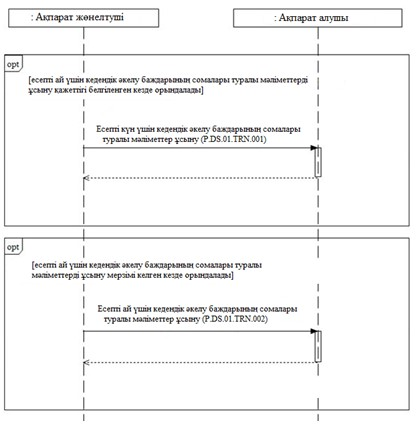 : Ақпарат жөнелтуші
: Ақпарат алушы
opt
[есепті ай үшін кедендік әкелу баждарының сомалары туралы мәліметтерді
ұсыну қажеттігі белгіленген кезде орындалады]
Есепті күн үшін кедендік әкелу баждарының сомалары
туралы мәліметтер ұсыну (P.DS.01.TRN.001)
opt
[есепті ай үшін кедендік әкелу баждарының сомалары туралы
мәліметтерді ұсыну мерзімі келген кезде орындалады]
Есепті ай үшін кедендік әкелу баждарының сомалары
туралы мәліметтер ұсыну (P.DS.01.TRN.002)